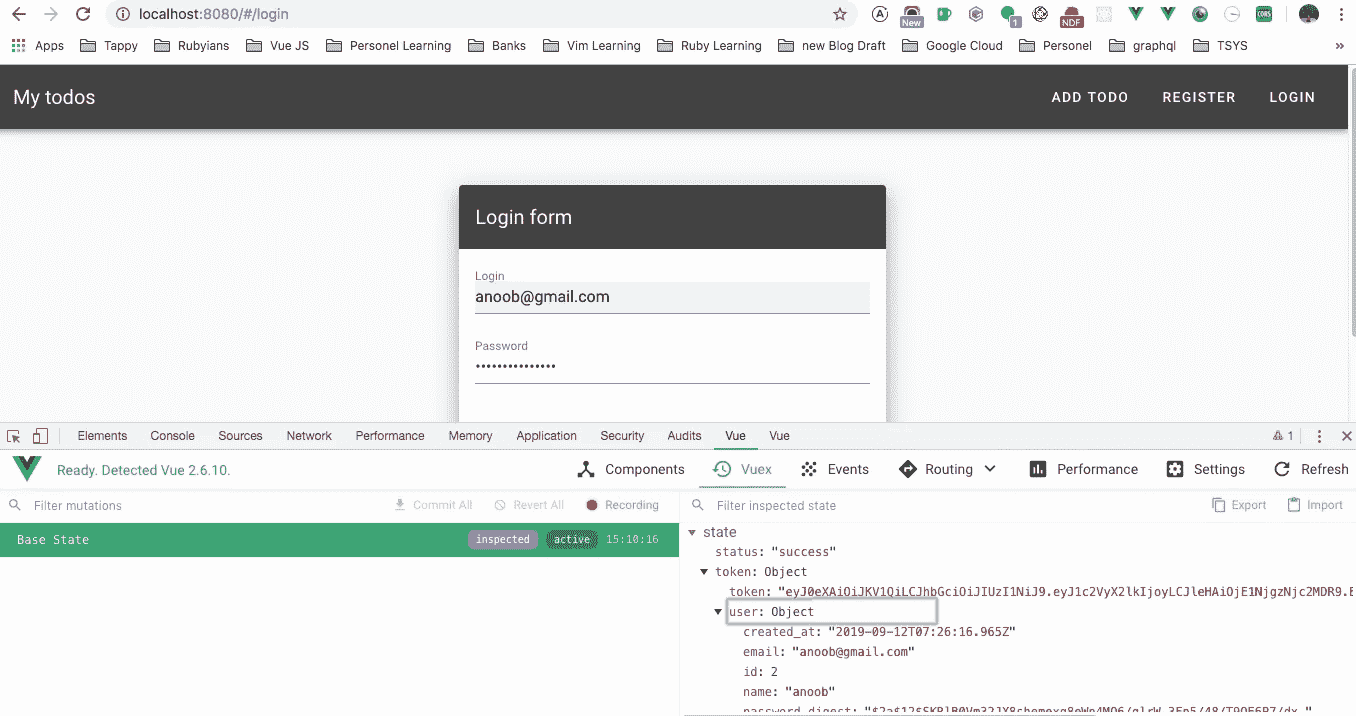 localhost:8080/#/login
New
1
NDF
CORS
Apps Tappy Rubyians Vue JS Personel Learning Banks Vim Learning Ruby Learning new Blog Draft Google Cloud Personel graphql TSYS »
My todos ADD TODO REGISTER LOGIN
Login form
Login
anoob@gmail.com
Password
•••••••••••••••
Elements Console Sources Network Performance Memory Application Security Audits Vue Vue 1
Ready. Detected Vue 2.6.10. Components Vuex Events Routing Performance Settings Refresh
Filter mutations Commit All Revert All Recording Filter inspected state Export Import
Base State inspected active 15:10:16
state
status: "success"
token: Object
token:
user: Object
created_at: "2019-09-12T07:26:16.965Z"
email: "anoob@gmail.com"
id: 2
name: "anoob"
password_digest: